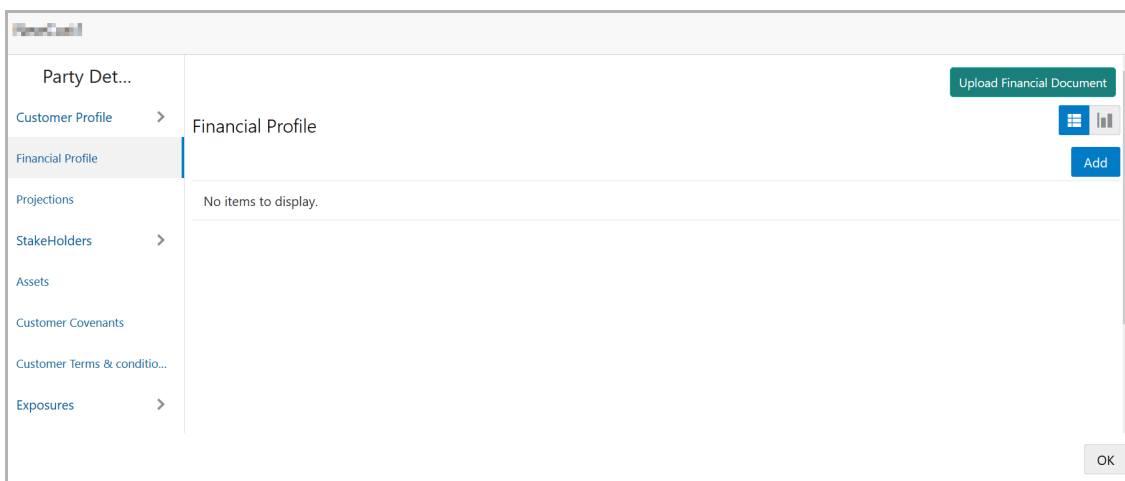 Party Det...
Upload Financial Document
Customer Profile
Financial Profile
Financial Profile
Add
Projections
No items to display.
StakeHolders
Assets
Customer Covenants
Customer Terms & conditio...
Exposures
OK